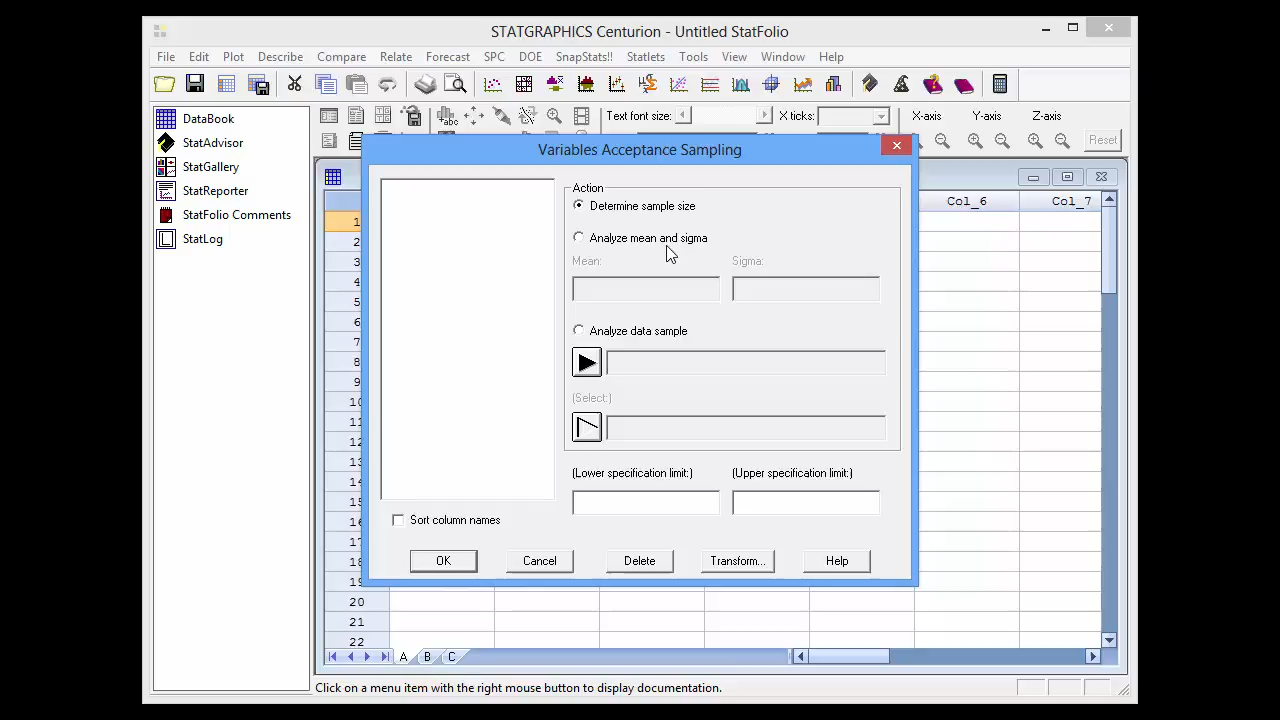 STATGRAPHICS Centurion - Untitled StatFolio
File Edit Plot Describe Compare Relate Forecast SPC DOE SnapStats!! Statlets Tools View Window Help
Text font size: X ticks: X-axis Y-axis Z-axis
Reset
DataBook
StatAdvisor
StatGallery
StatReporter
StatFolio Comments
StatLog
Variables Acceptance Sampling
Action
Determine sample size
Analyze mean and sigma
Mean: Sigma:
Analyze data sample
(Select:)
(Lower specification limit:) (Upper specification limit:)
Sort column names
OK Cancel Delete Transform... Help
Col_6 Col_7
1
2
3
4
5
6
7
8
9
10
11
12
13
14
15
16
17
18
19
20
21
22
A B C
Click on a menu item with the right mouse button to display documentation.